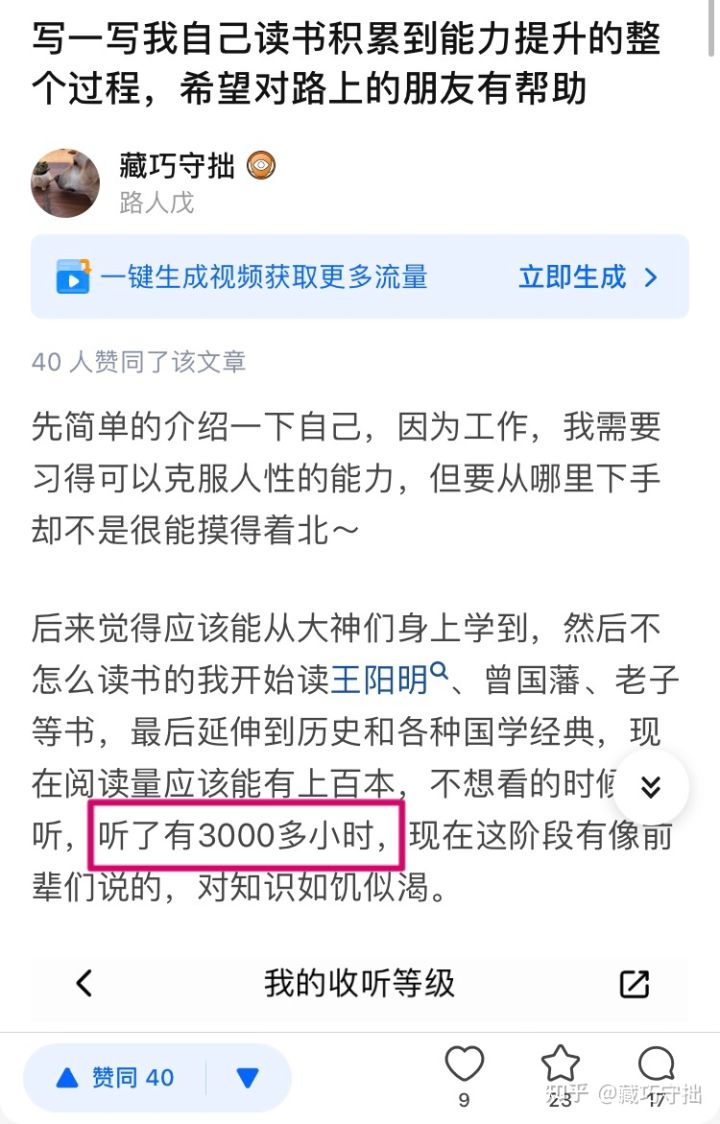 写一写我自己读书积累到能力提升的整
个过程，希望对路上的朋友有帮助
藏巧守拙
路人戊
一键生成视频获取更多流量 立即生成
40 人赞同了该文章
先简单的介绍一下自己，因为工作，我需要
习得可以克服人性的能力，但要从哪里下手
却不是很能摸得着北～
后来觉得应该能从大神们身上学到，然后不
怎么读书的我开始读王阳明、曾国藩、老子
等书，最后延伸到历史和各种国学经典，现
在阅读量应该能有上百本，不想看的时候
听，听了有3000多小时，现在这阶段有像前
辈们说的，对知识如饥似渴。
我的收听等级
赞同 40
9 23 17
知乎 @藏巧守拙